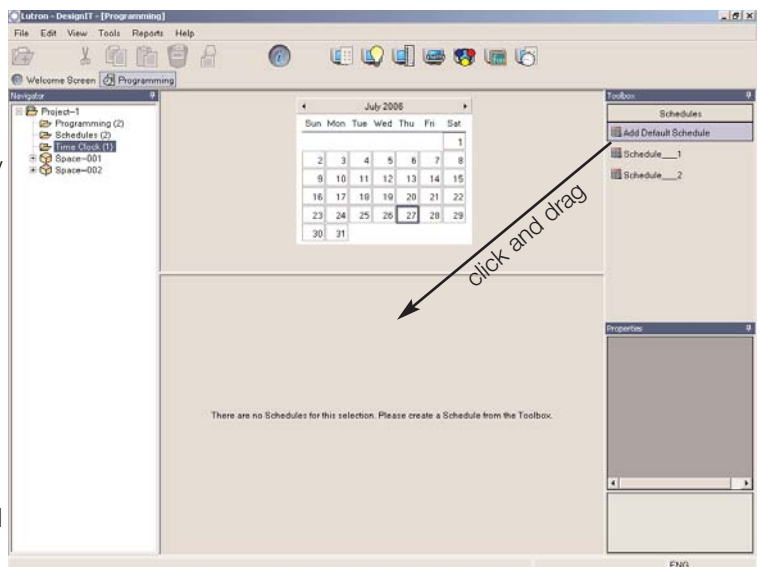 Lutron - DesignIT - [Programming]
File Edit View Tools Reports Help
Welcome Screen Programming
Navigator
Project-1
Programming (2)
Schedules (2)
Time Clock (1)
Space-001
Space-002
July 2006
Sun Mon Tue Wed Thu Fri Sat
1
2 3 4 5 6 7 8
9 10 11 12 13 14 15
16 17 18 19 20 21 22
23 24 25 26 27 28 29
30 31
Toolbox
Schedules
Add Default Schedule
Schedule___1
Schedule___2
click and drag
Properties
There are no Schedules for this selection. Please create a Schedule from the Toolbox.
ENG